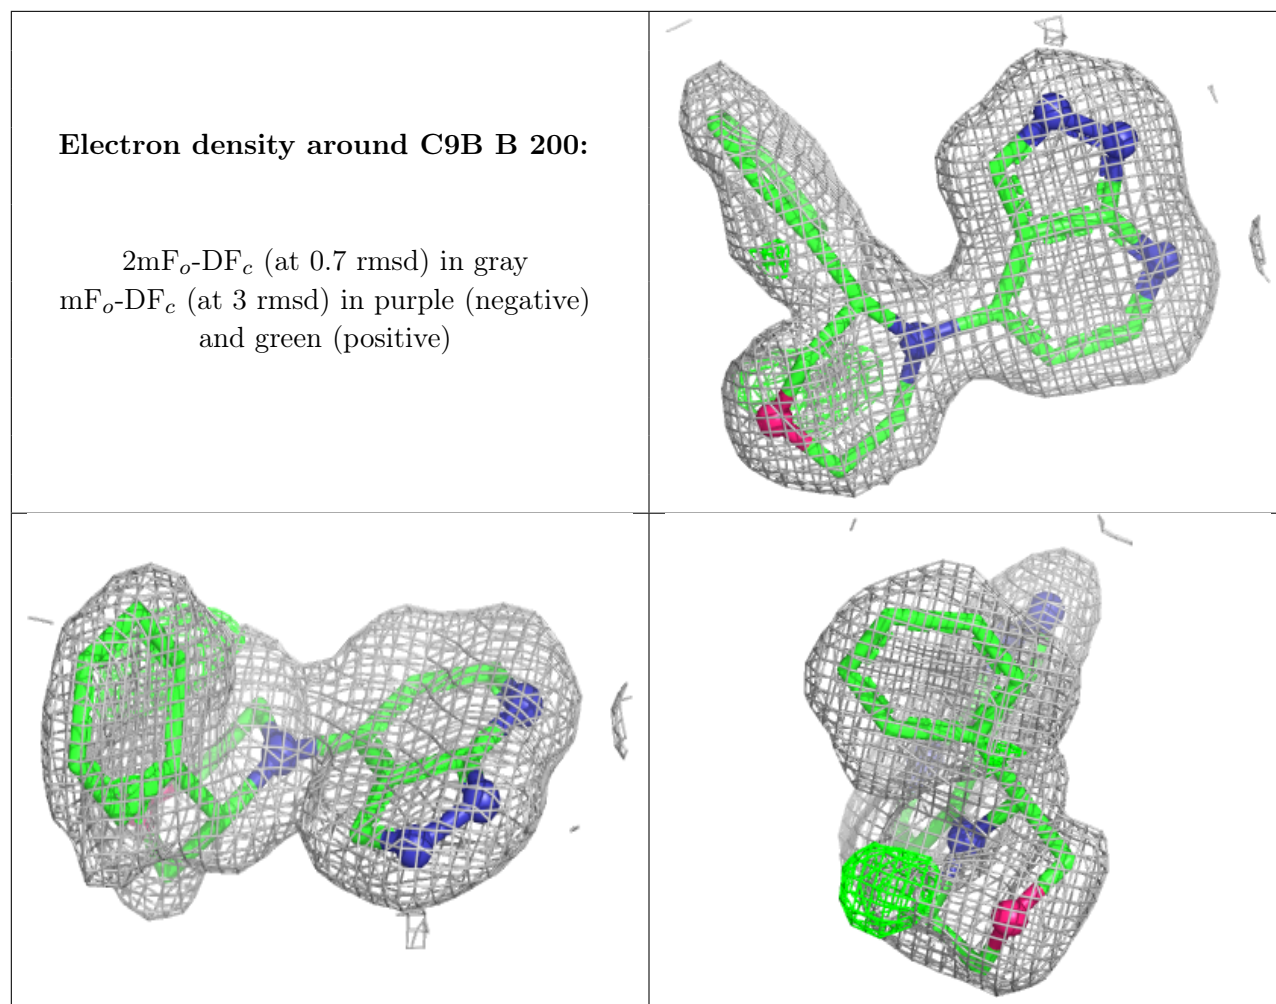 Electron density around C9B B 200:
2mFo-DFc (at 0.7 rmsd) in gray
mFo-DFc (at 3 rmsd) in purple (negative)
and green (positive)